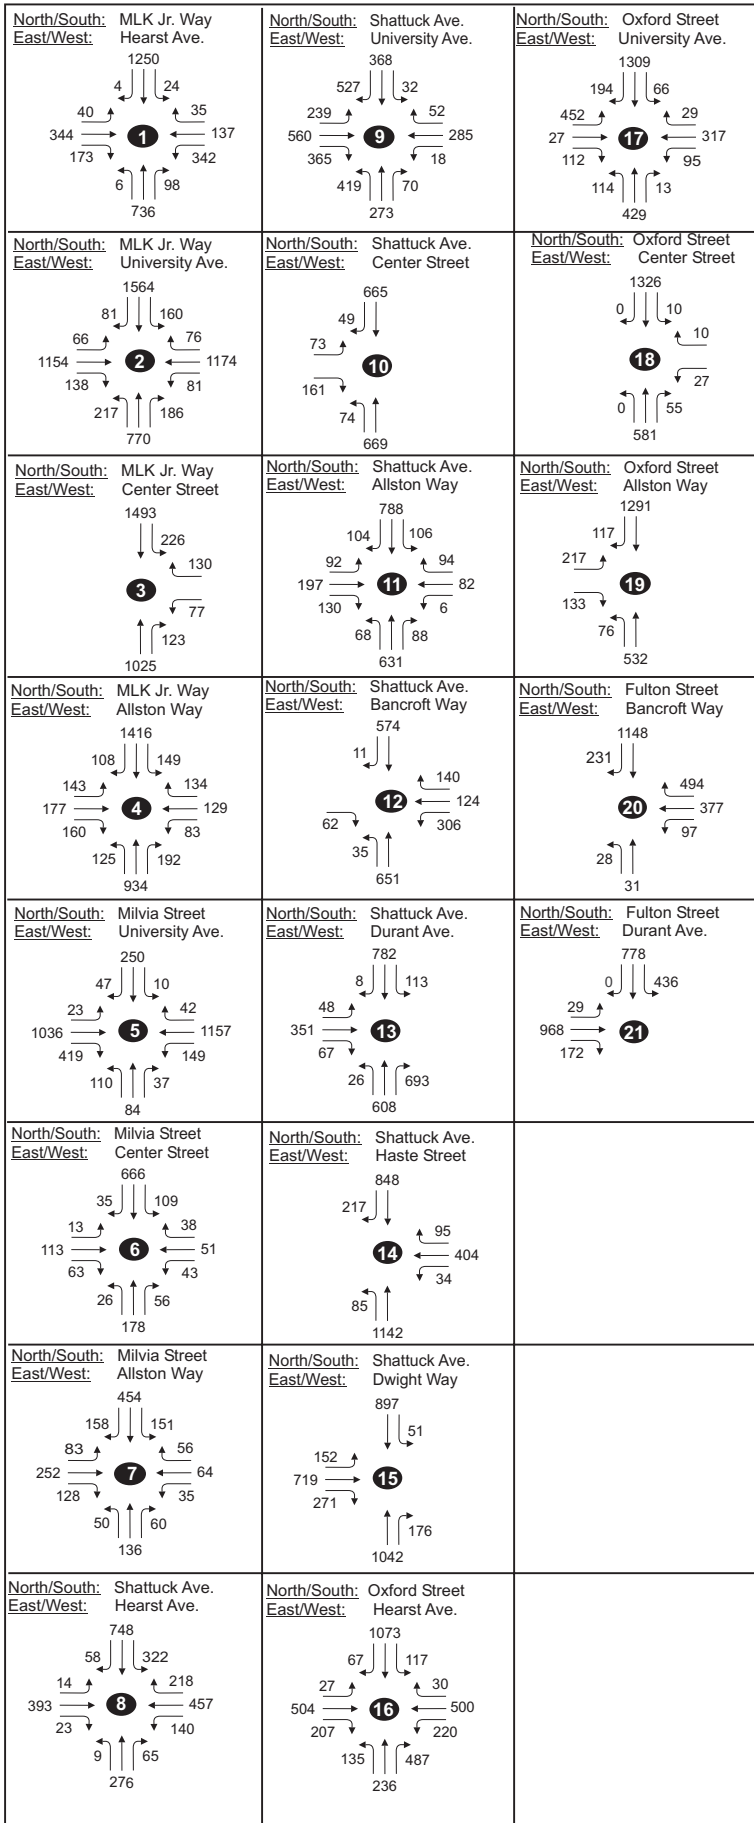 North/South: MLK Jr. Way
East/West: Hearst Ave.
1250
4 24
40 35
344 1 137
173 342
6 98
736
North/South: Shattuck Ave.
East/West: University Ave.
368
527 32
239 52
560 9 285
365 18
419 70
273
North/South: Oxford Street
East/West: University Ave.
1309
194 66
452 29
27 17 317
112 95
114 13
429
North/South: MLK Jr. Way
East/West: University Ave.
1564
81 160
66 76
1154 2 1174
138 81
217 186
770
North/South: Shattuck Ave.
East/West: Center Street
665
49
73
10
161
74
669
North/South: Oxford Street
East/West: Center Street
1326
0 10
10
18
27
0 55
581
North/South: MLK Jr. Way
East/West: Center Street
1493
226
130
3
77
123
1025
North/South: Shattuck Ave.
East/West: Allston Way
788
104 106
92 94
197 11 82
130 6
68 88
631
North/South: Oxford Street
East/West: Allston Way
1291
117
217
19
133
76
532
North/South: MLK Jr. Way
East/West: Allston Way
1416
108 149
143 134
177 4 129
160 83
125 192
934
North/South: Shattuck Ave.
East/West: Bancroft Way
574
11
140
12 124
62 306
35
651
North/South: Fulton Street
East/West: Bancroft Way
1148
231
494
20 377
97
28
31
North/South: Milvia Street
East/West: University Ave.
250
47 10
23 42
1036 5 1157
419 149
110 37
84
North/South: Shattuck Ave.
East/West: Durant Ave.
782
8 113
48
351 13
67
26 693
608
North/South: Fulton Street
East/West: Durant Ave.
778
0 436
29
968 21
172
North/South: Milvia Street
East/West: Center Street
666
35 109
13 38
113 6 51
63 43
26 56
178
North/South: Shattuck Ave.
East/West: Haste Street
848
217
95
14 404
34
85
1142
North/South: Milvia Street
East/West: Allston Way
454
158 151
83 56
252 7 64
128 35
50 60
136
North/South: Shattuck Ave.
East/West: Dwight Way
897
51
152
719 15
271
176
1042
North/South: Shattuck Ave.
East/West: Hearst Ave.
748
58 322
14 218
393 8 457
23 140
9 65
276
North/South: Oxford Street
East/West: Hearst Ave.
1073
67 117
27 30
504 16 500
207 220
135 487
236